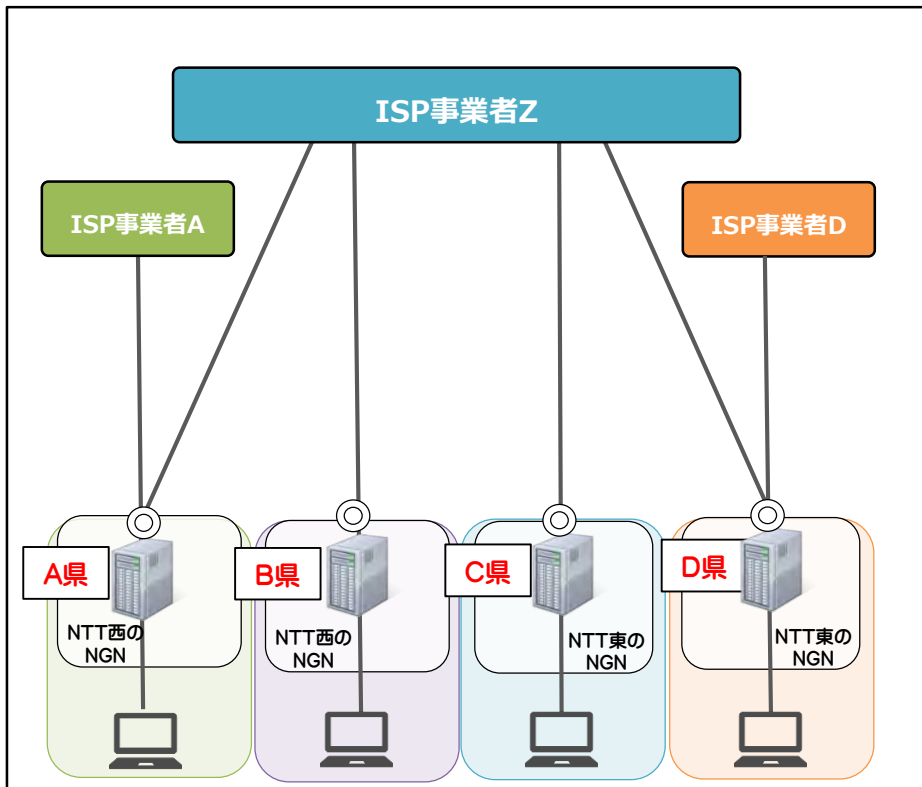 ISP事業者Z
ISP事業者A
ISP事業者D
A県
B県
C県
D県
NTT西の
NGN
NTT西の
NGN
NTT東の
NGN
NTT東の
NGN